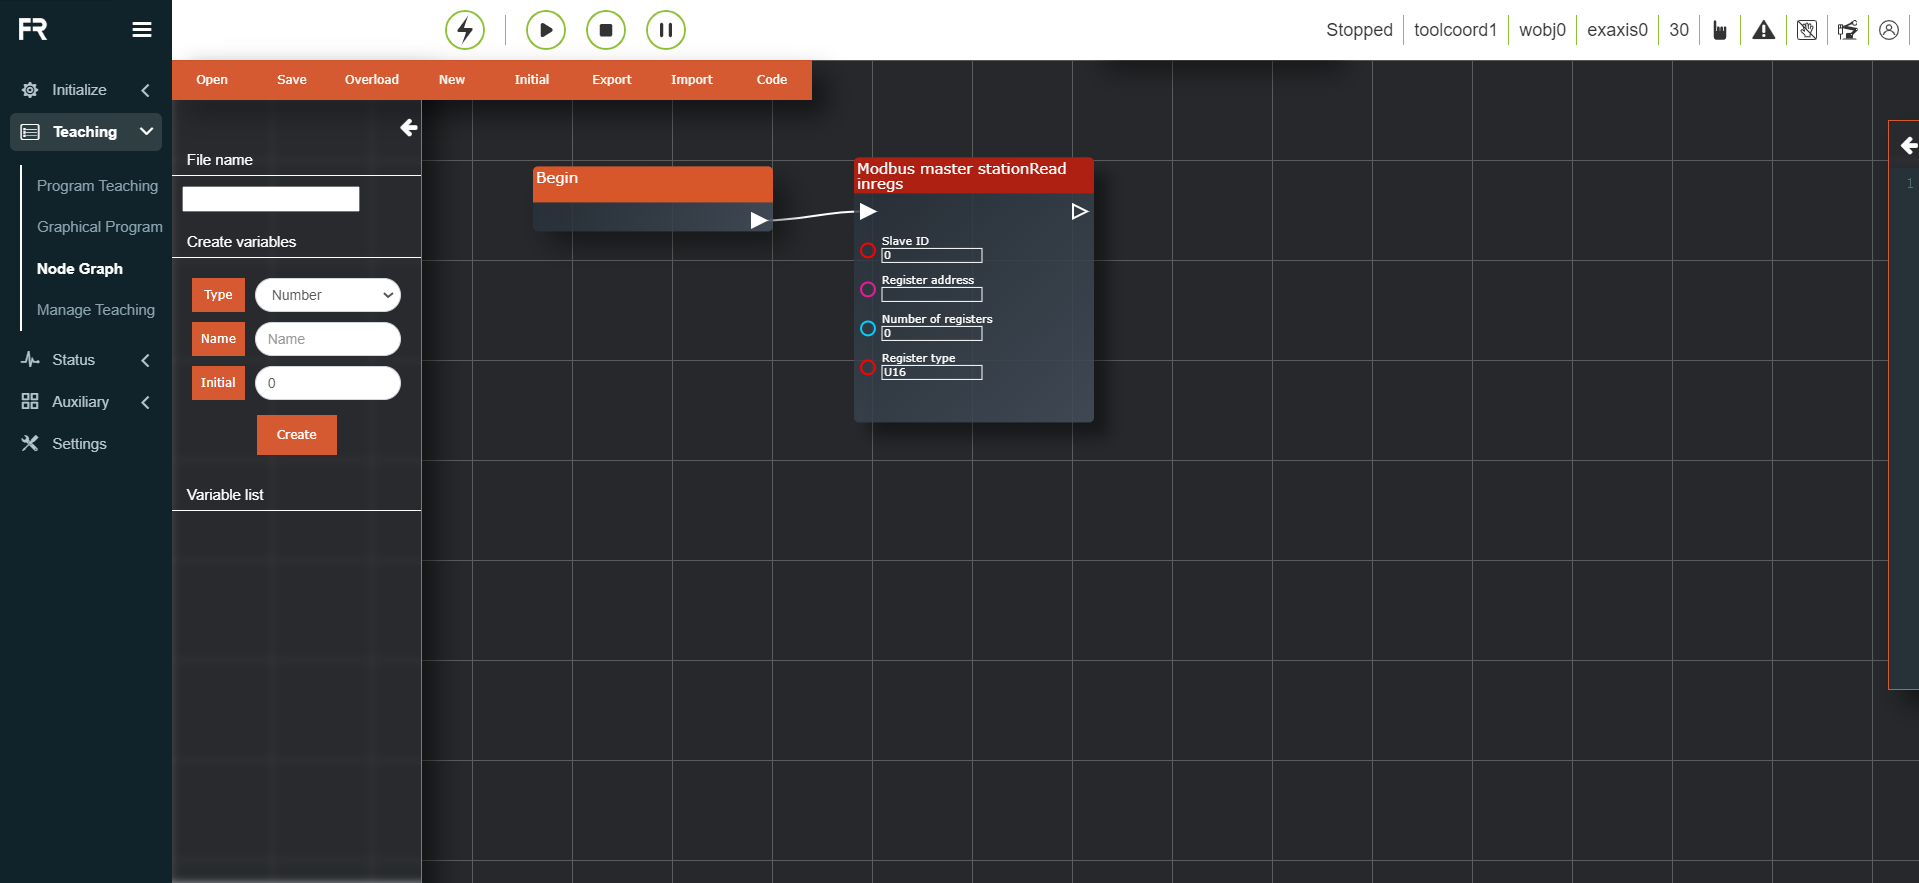 FR
Stopped
toolcoord1
wobj0
exaxis0
30
Initialize
Teaching
Program Teaching
Graphical Program
Node Graph
Manage Teaching
Status
Auxiliary
Settings
Open
Save
Overload
New
Initial
Export
Import
Code
File name
Create variables
Type
Number
Name
Name
Initial
0
Create
Variable list
Begin
Modbus master stationRead
inregs
Slave ID
0
Register address
Number of registers
0
Register type
U16
1